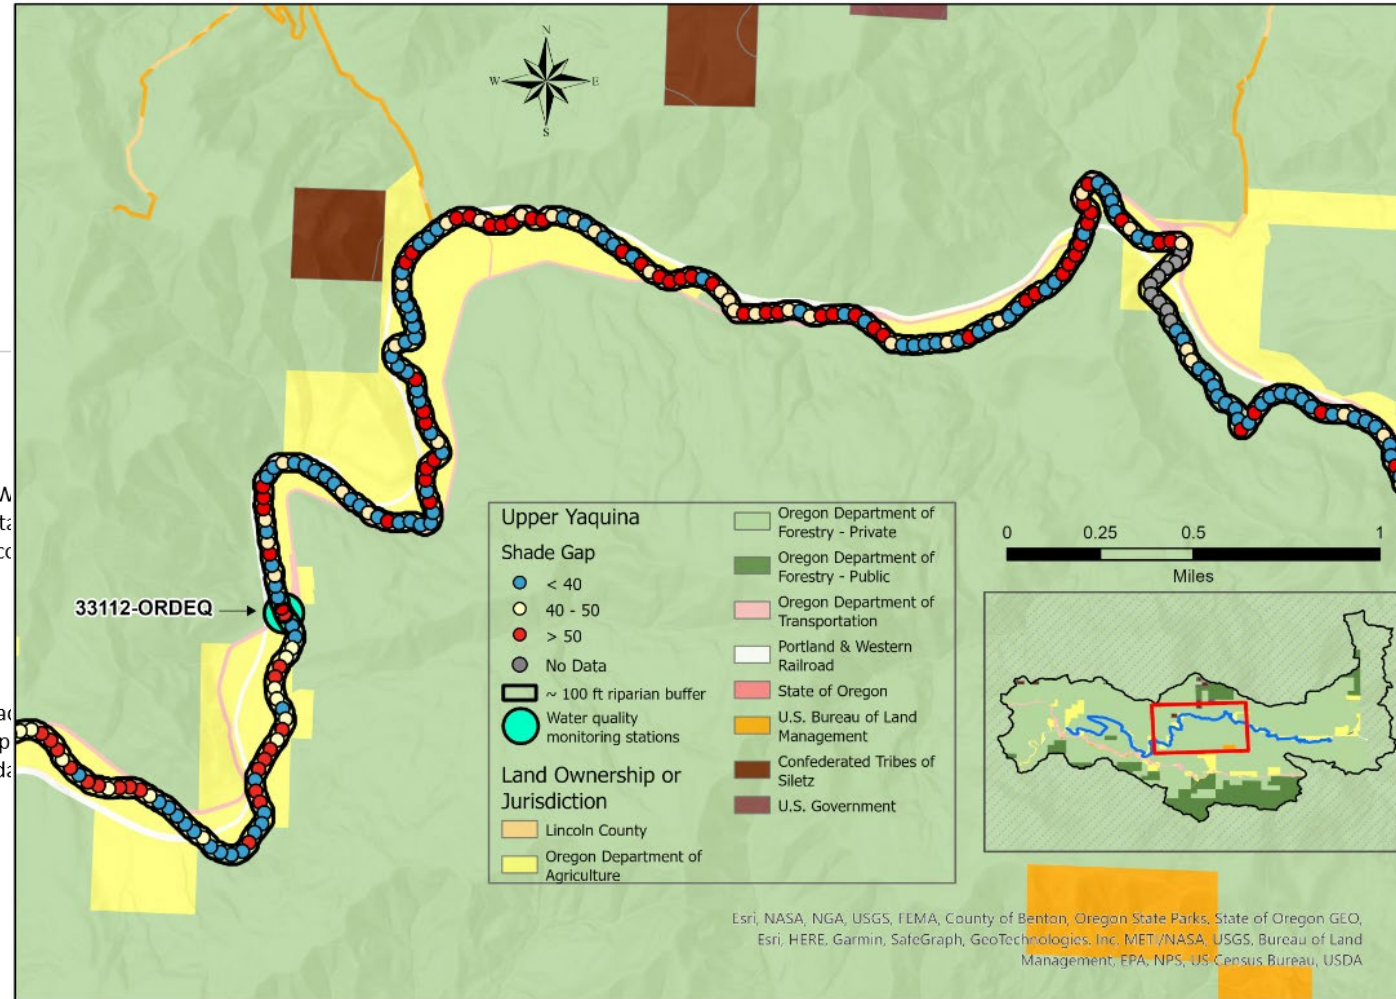 N
W
E
S
33112-ORDEQ
Upper Yaquina
Shade Gap
< 40
40 - 50
> 50
No Data
~ 100 ft riparian buffer
Water quality
monitoring stations
Land Ownership or
Jurisdiction
Lincoln County
Oregon Department of
Agriculture
Oregon Department of
Forestry - Private
Oregon Department of
Forestry - Public
Oregon Department of
Transportation
Portland & Western
Railroad
State of Oregon
U.S. Bureau of Land
Management
Confederated Tribes of
Siletz
U.S. Government
0 0.25 0.5 1
Miles
Esri, NASA, NGA, USGS, FEMA, County of Benton, Oregon State Parks, State of Oregon GEO,
Esri, HERE, Garmin, SafeGraph, GeoTechnologies, Inc, METI/NASA, USGS, Bureau of Land
Management, EPA, NPS, US Census Bureau, USDA